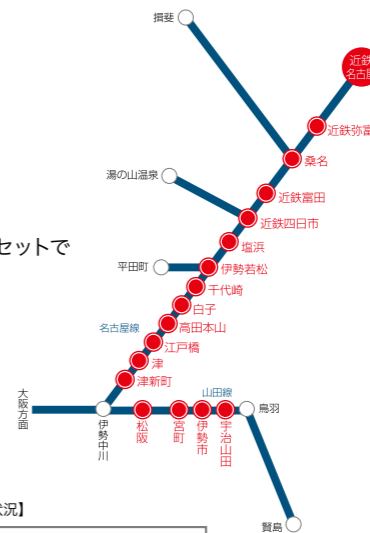 揖斐
近鉄
名古屋
近鉄弥富
桑名
湯の山温泉
近鉄富田
近鉄四日市
セットで
塩浜
平田町
伊勢若松
千代崎
白子
名古屋線
高田本山
江戸橋
津
津新町
大阪方面
山田線
鳥羽
伊勢中川
松阪
宮町
伊勢市
宇治山田
状況】
賢島